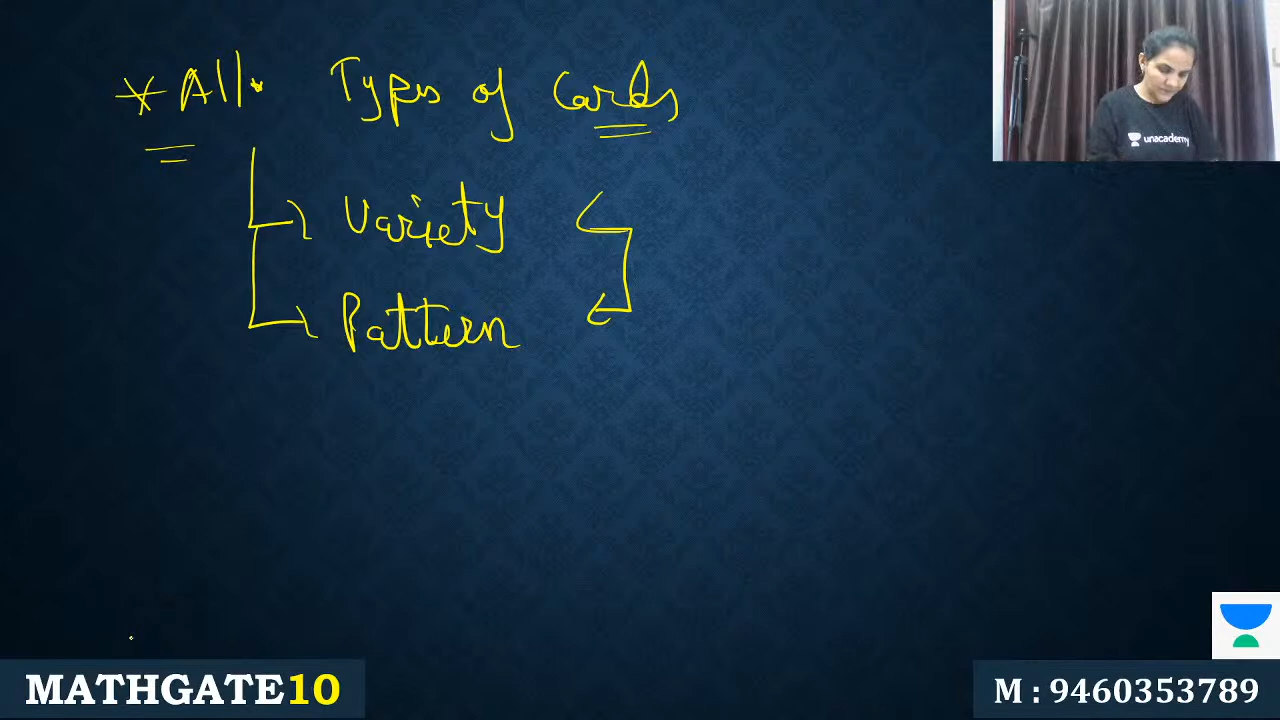 * All. Types of Cards
unacademy
Variety
Pattern
MATHGATE10
M : 9460353789